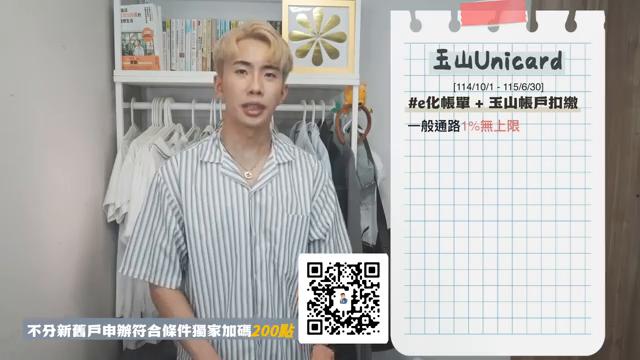 玉山Unicard
[114/10/1 - 115/6/30]
#e化帳單 + 玉山帳戶扣繳
一般通路1%無上限
不分新舊戶申辦符合條件獨家加碼200點